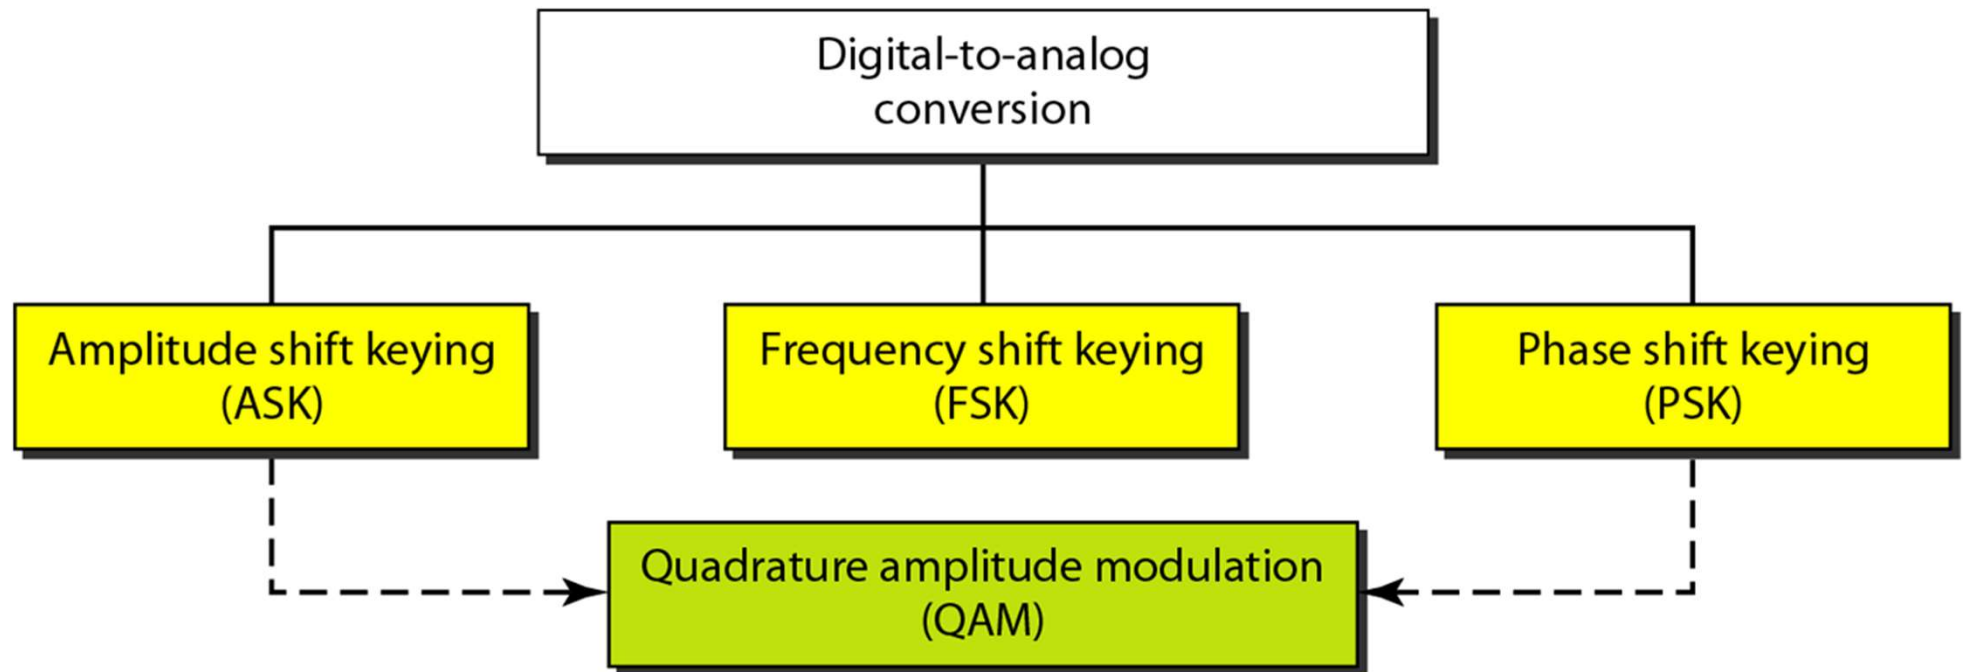 Digital-to-analog
conversion
Amplitude shift keying
(ASK)
Frequency shift keying
(FSK)
Phase shift keying
(PSK)
Quadrature amplitude modulation
(QAM)